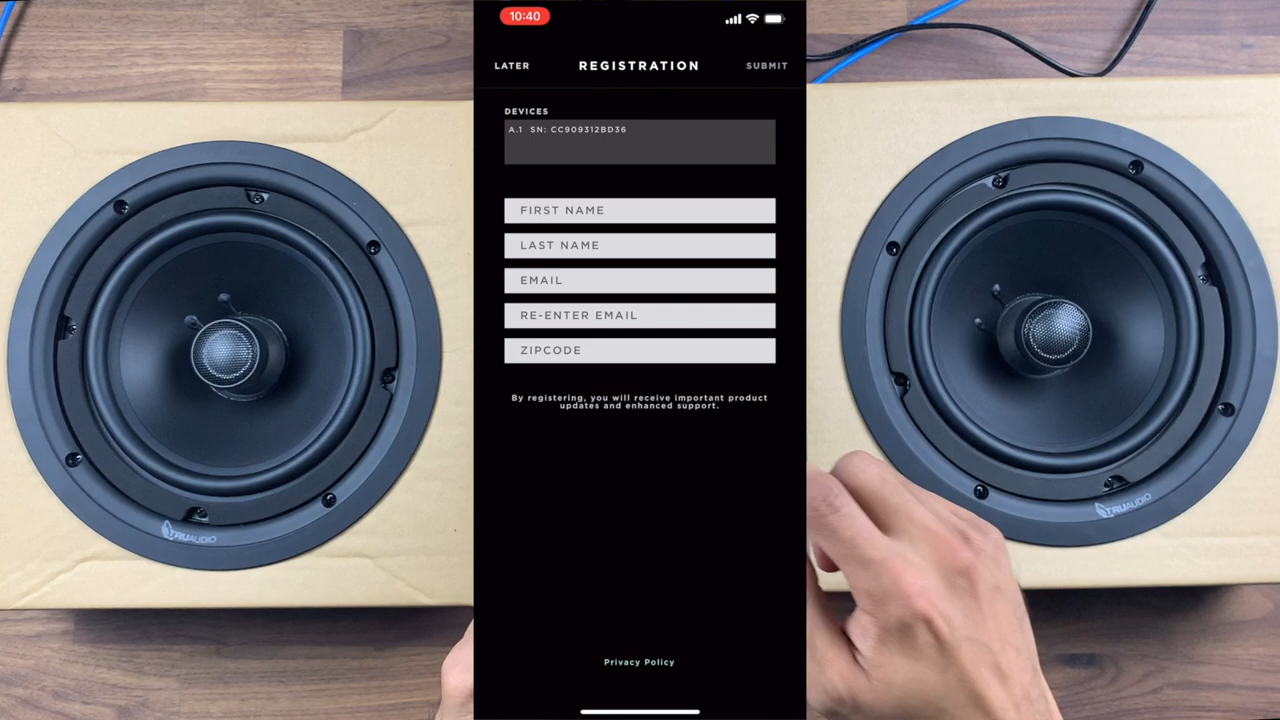 10:40
LATER
REGISTRATION
SUBMIT
DEVICES
A.1 SN: CC909312BD36
FIRST NAME
LAST NAME
EMAIL
RE-ENTER EMAIL
ZIPCODE
By registering, you will receive important product
updates and enhanced support.
Privacy Policy
TRUAUDIO
TRUAUDIO